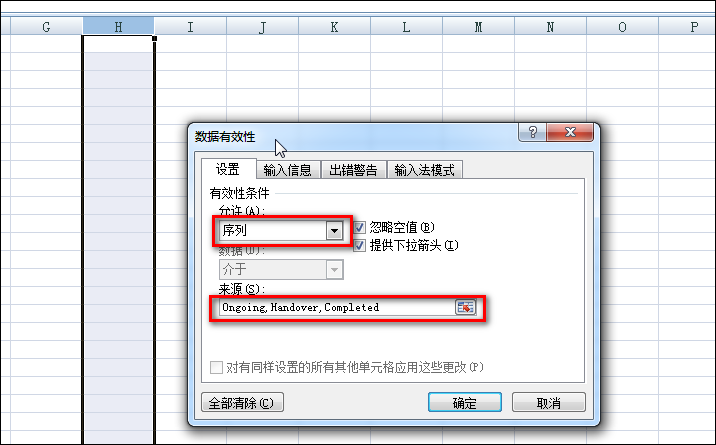 G H I J K L M N O P
数据有效性
设置 输入信息 出错警告 输入法模式
有效性条件
允许(A):
序列
忽略空值(B)
提供下拉箭头(I)
数据(D):
介于
来源(S):
Ongoing,Handover,Completed
对有同样设置的所有其他单元格应用这些更改(P)
全部清除(C) 确定 取消